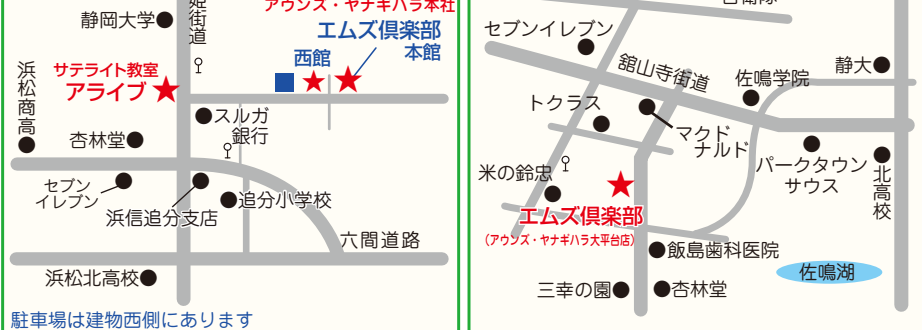 アウンズ・ヤナギハラ本社
静岡大学
姫街道
エムズ倶楽部
本館
西館
サテライト教室
アライブ
浜松商高
スルガ
銀行
杏林堂
セブン
イレブン
浜信追分支店
追分小学校
六間道路
浜松北高校
駐車場は建物西側にあります
セブンイレブン
舘山寺街道
静大
佐鳴学院
トクラス
マクド
ナルド
パークタウン
サウス
北高校
米の鈴忠
エムズ倶楽部
(アウンズ・ヤナギハラ大平台店)
飯島歯科医院
佐鳴湖
三幸の園
杏林堂